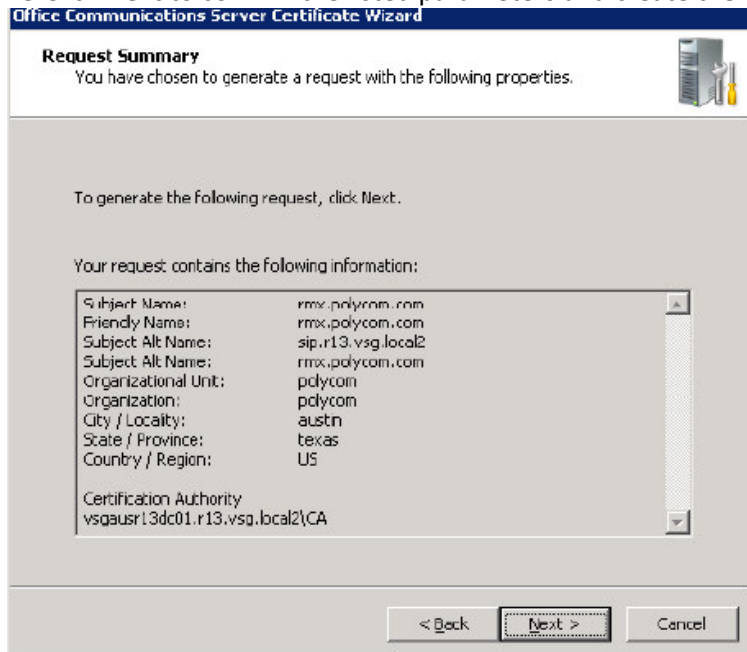 Office Communications Server Certificate Wizard
Request Summary
You have chosen to generate a request with the following properties.
To generate the following request, click Next.
Your request contains the following information:
Subject Name: rmx.polycom.com
Friendly Name: rmx.polycom.com
Subject Alt Name: sip.r13.vsg.local2
Subject Alt Name: rmx.polycom.com
Organizational Unit: polycom
Organization: polycom
City / Locality: austin
State / Province: texas
Country / Region: US
Certification Authority
vsgausr13dc01.r13.vsg.local2\CA
< Back Next > Cancel